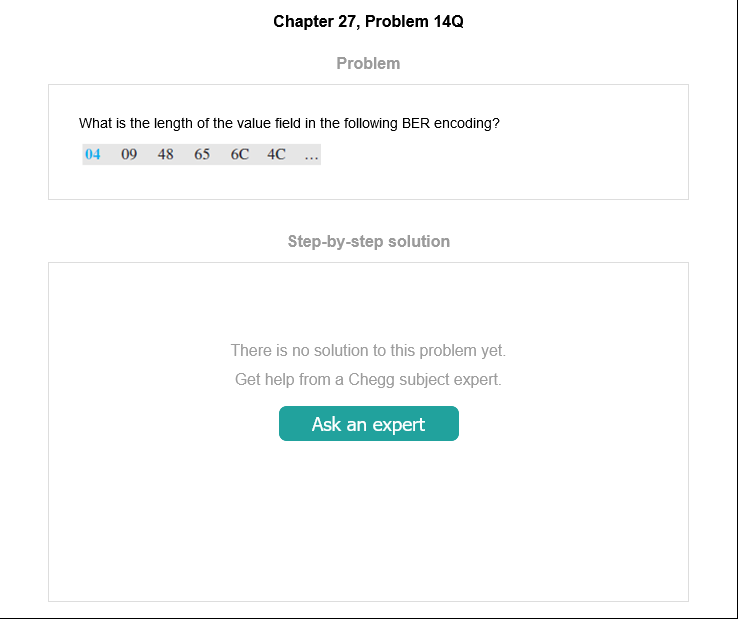 Chapter 27, Problem 14Q
Problem
What is the length of the value field in the following BER encoding?
04 09 48 65 6C 4C ...
Step-by-step solution
There is no solution to this problem yet.
Get help from a Chegg subject expert.
Ask an expert